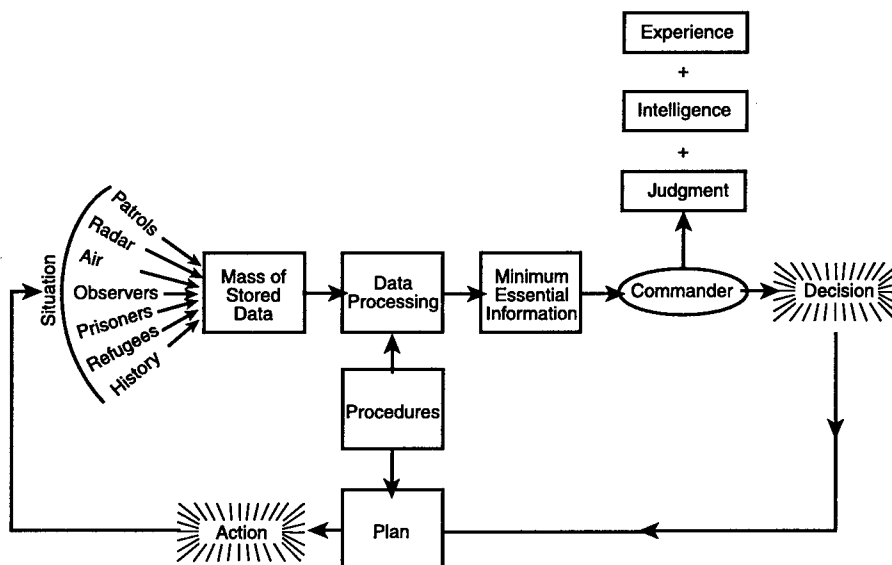 Experience
+
Intelligence
+
Judgment
Situation
Patrols
Radar
Air
Observers
Prisoners
Refugees
History
Mass of
Stored
Data
Data
Processing
Minimum
Essential
Information
Commander
Decision
Procedures
Action
Plan